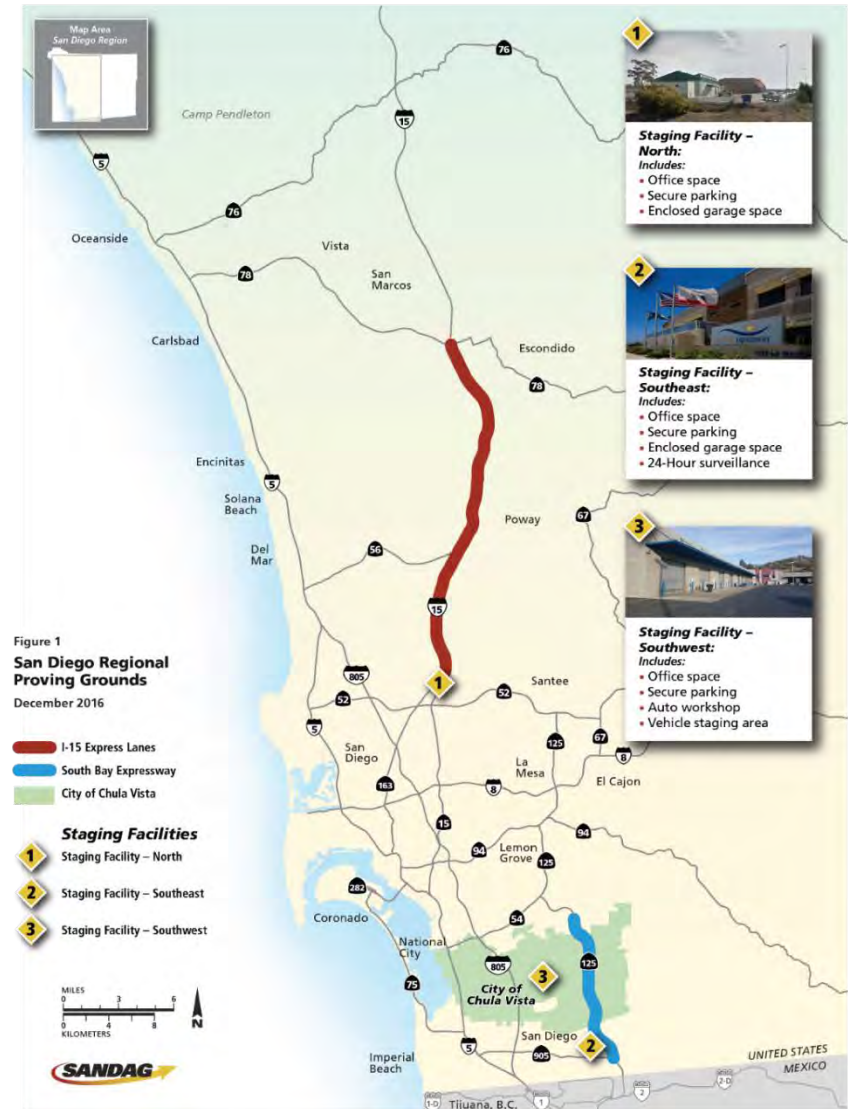 Map Area
San Diego Region
Camp Pendleton
76
15
5
76
Oceanside
Vista
78
San
Marcos
Carlsbad
Escondido
78
Encinitas
5
Solana
Beach
Poway
67
Del
Mar
56
15
805
1
52
52
Santee
5
San
Diego
125
67
8
La
Mesa
El Cajon
163
8
15
94
94
Lemon
Grove
125
282
Coronado
54
National
City
805
125
3
75
City of
Chula Vista
San Diego
2
5
905
Imperial
Beach
UNITED STATES
MEXICO
1-D
Tijuana, B.C.
1
2
2-D
1
Staging Facility –
North:
Includes:
• Office space
• Secure parking
• Enclosed garage space
2
Staging Facility –
Southeast:
Includes:
• Office space
• Secure parking
• Enclosed garage space
• 24-Hour surveillance
3
Staging Facility –
Southwest:
Includes:
• Office space
• Secure parking
• Auto workshop
• Vehicle staging area
Figure 1
San Diego Regional
Proving Grounds
December 2016
I-15 Express Lanes
South Bay Expressway
City of Chula Vista
Staging Facilities
1 Staging Facility – North
2 Staging Facility – Southeast
3 Staging Facility – Southwest
MILES
0 3 6
0 4 8
KILOMETERS
N
SANDAG